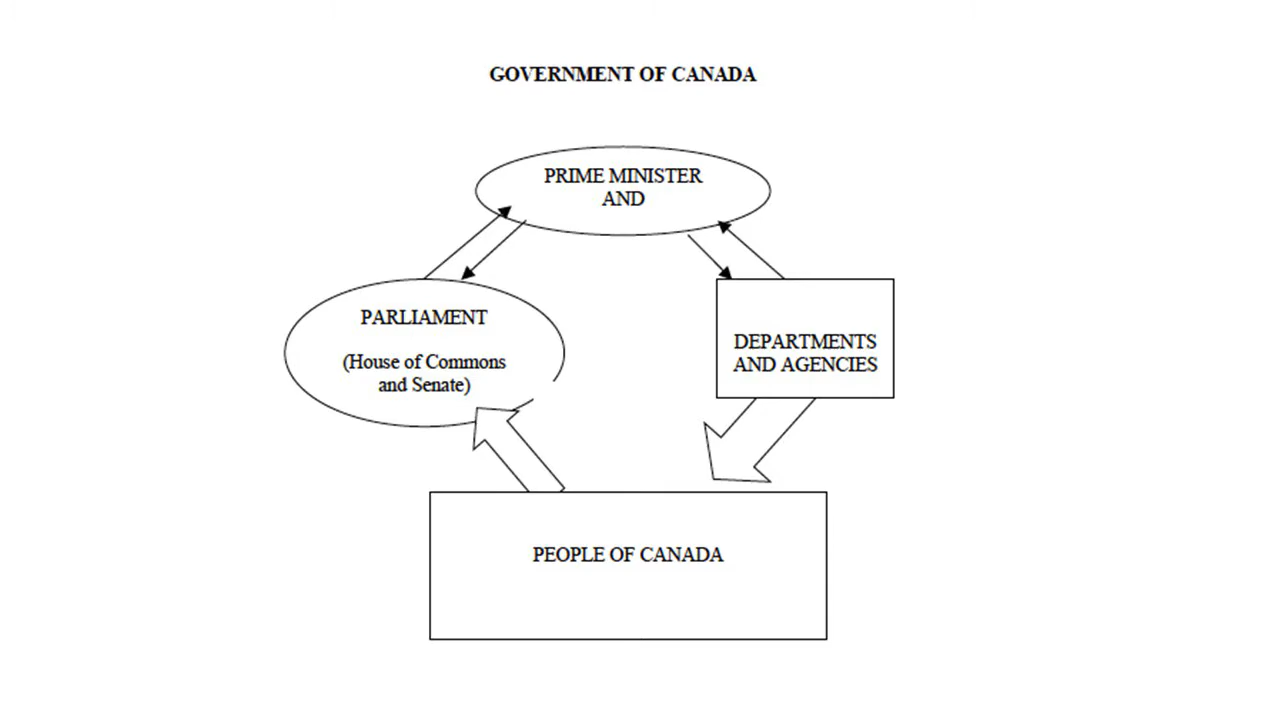 GOVERNMENT OF CANADA
PRIME MINISTER
AND
PARLIAMENT
(House of Commons
and Senate)
DEPARTMENTS
AND AGENCIES
PEOPLE OF CANADA